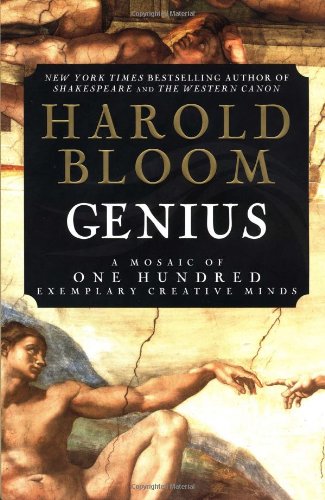 NEW YORK TIMES BESTSELLING AUTHOR OF
SHAKESPEARE AND THE WESTERN CANON
HAROLD
BLOOM
GENIUS
A MOSAIC OF
ONE HUNDRED
EXEMPLARY CREATIVE MINDS